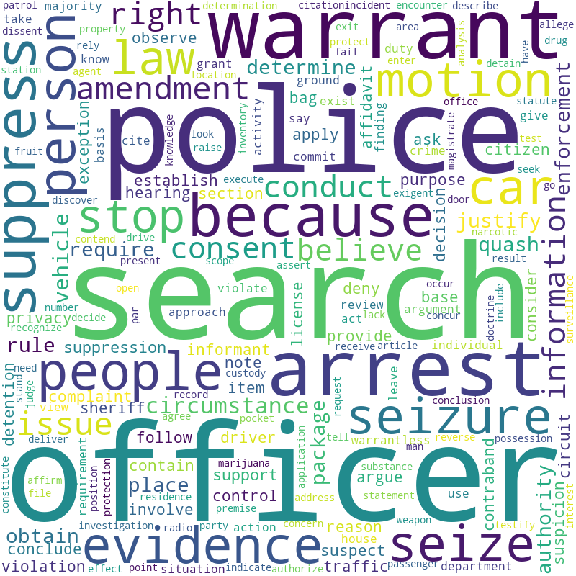 patrol
majority
determination
citation
incident
encounter
describe
take
dissent
right
rely
know
property
observe
warrant
exit
protect
area
allege
drug
station
agent
law
determine
location
grant
ground
duty
enter
fail
analysis
detain
have
suppress
person
amendment
bag
exist
affidavit
finding
motion
office
statute
give
fruit
basis
exception
police
cite
look
raise
knowledge
inventory
activity
say
apply
commit
ask
crime
magistrate
citizen
test
seek
enforcement
discover
establish
execute
hearing
section
exigent
purpose
door
go
conduct
car
contend
drive
stop
because
decision
justify
narcotic
require
present
scope
assert
occur
result
vehicle
consent
believe
quash
information
surveillance
open
violate
deny
base
concur
number
decide
privacy
recognize
par
approach
search
license
review
act
lack
argument
consider
doctrine
include
rule
suppression
informant
provide
individual
need
judge
stand
people
note
custody
receive
article
arrest
detention
complaint
view
sheriff
item
record
circumstance
request
leave
conclusion
issue
agree
pocket
package
tell
seizure
circuit
deliver
follow
driver
warrantless
reverse
possession
constitute
affirm
file
requirement
position
protection
contain
marijuana
application
man
substance
contraband
officer
place
residence
premise
support
control
address
argue
statement
use
authority
suspicion
interest
testify
obtain
involve
concern
reason
weapon
conclude
investigation
radio
party
action
house
suspect
passenger
violation
effect
point
situation
evidence
indicate
authorize
traffic
seize
department